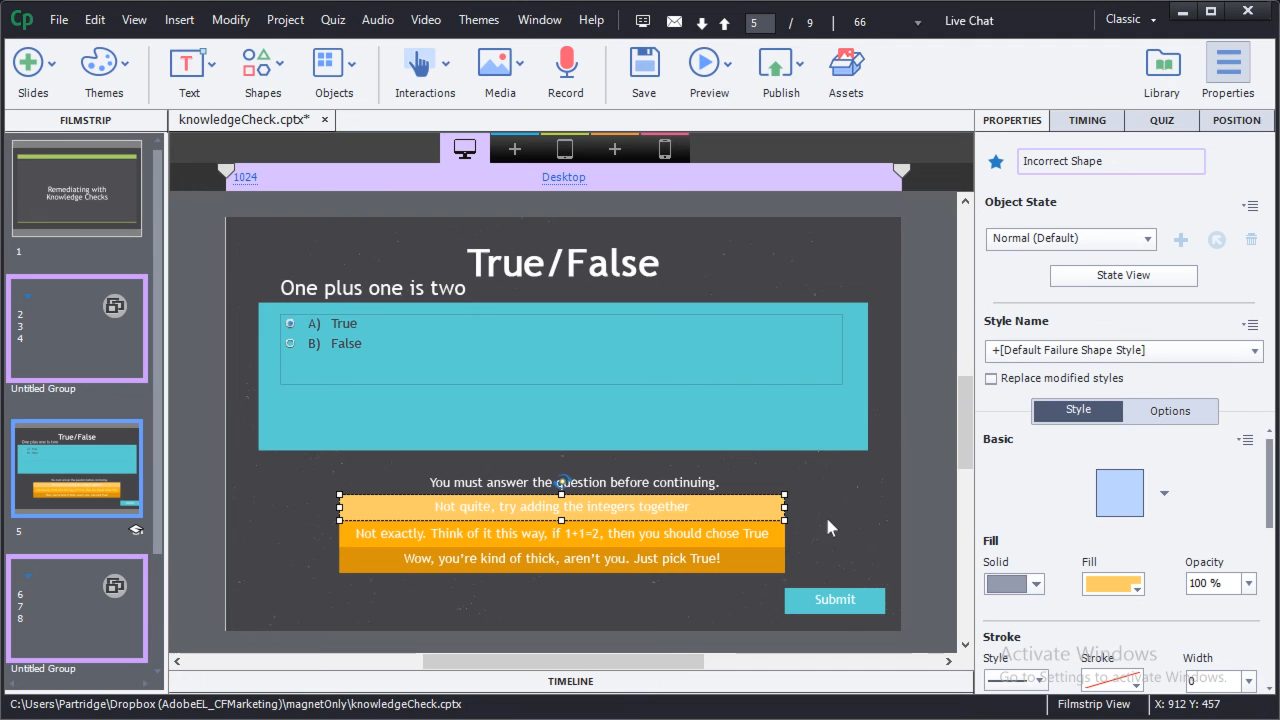 Cp File Edit View Insert Modify Project Quiz Audio Video Themes Window Help 5 / 9 66 Live Chat Classic
Slides Themes Text Shapes Objects Interactions Media Record Save Preview Publish Assets Library Properties
FILMSTRIP
knowledgeCheck.cptx* ×
PROPERTIES TIMING QUIZ POSITION
1024 Desktop
Remediating with
Knowledge Checks
1
2
3
4
Untitled Group
True/False
One plus one is two
5
6
7
8
Untitled Group
True/False
One plus one is two
A) True
B) False
You must answer the question before continuing.
Not quite, try adding the integers together
Not exactly. Think of it this way, if 1+1=2, then you should chose True
Wow, you're kind of thick, aren't you. Just pick True!
Submit
TIMELINE
Incorrect Shape
Object State
Normal (Default)
State View
Style Name
+[Default Failure Shape Style]
Replace modified styles
Style Options
Basic
Fill
Solid Fill Opacity
100 %
Stroke
Style Stroke Width
0
Activate Windows
Go to Settings to activate Windows.
C:\Users\Partridge\Dropbox (AdobeEL_CFMarketing)\magnetOnly\knowledgeCheck.cptx
Filmstrip View X: 912 Y: 457